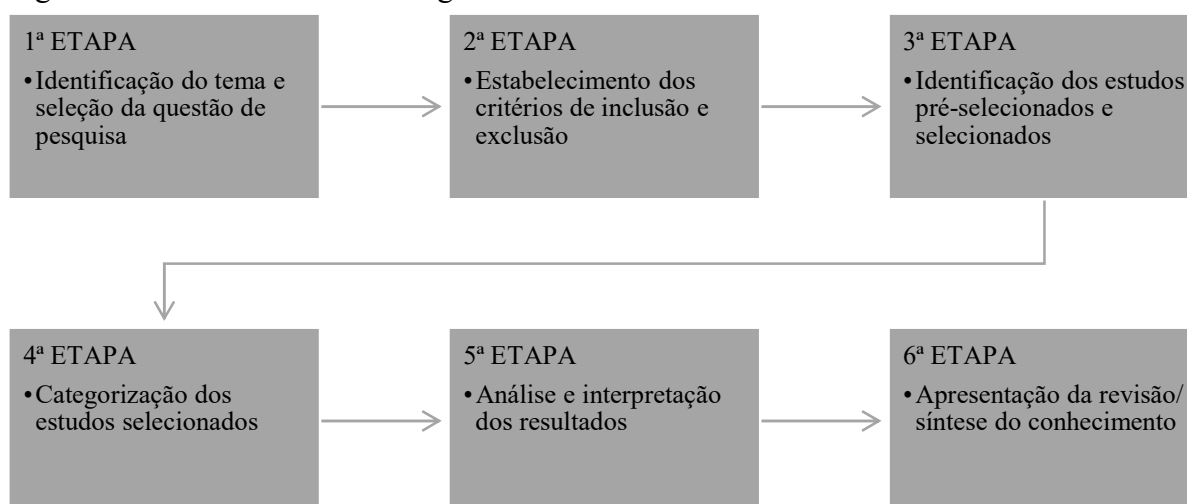 1ª ETAPA
•Identificação do tema e
seleção da questão de
pesquisa
2ª ETAPA
•Estabelecimento dos
critérios de inclusão e
exclusão
3ª ETAPA
•Identificação dos estudos
pré-selecionados e
selecionados
4ª ETAPA
•Categorização dos
estudos selecionados
5ª ETAPA
•Análise e interpretação
dos resultados
6ª ETAPA
•Apresentação da revisão/
síntese do conhecimento